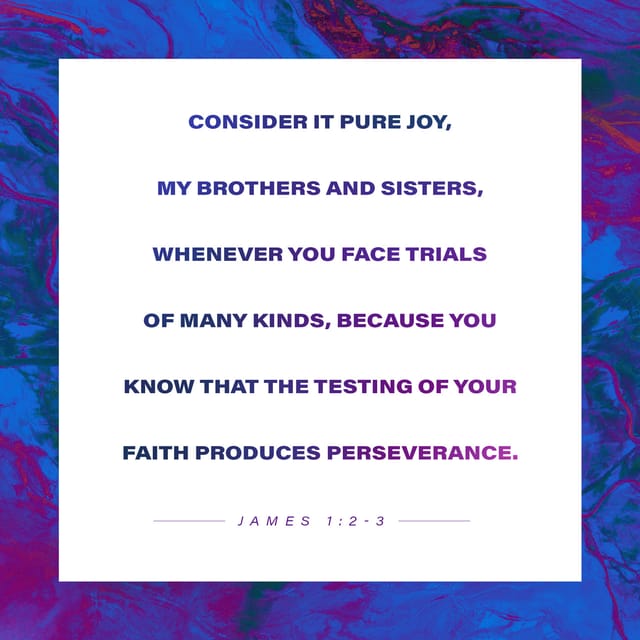 CONSIDER IT PURE JOY,
MY BROTHERS AND SISTERS,
WHENEVER YOU FACE TRIALS
OF MANY KINDS, BECAUSE YOU
KNOW THAT THE TESTING OF YOUR
FAITH PRODUCES PERSEVERANCE.
JAMES 1:2-3